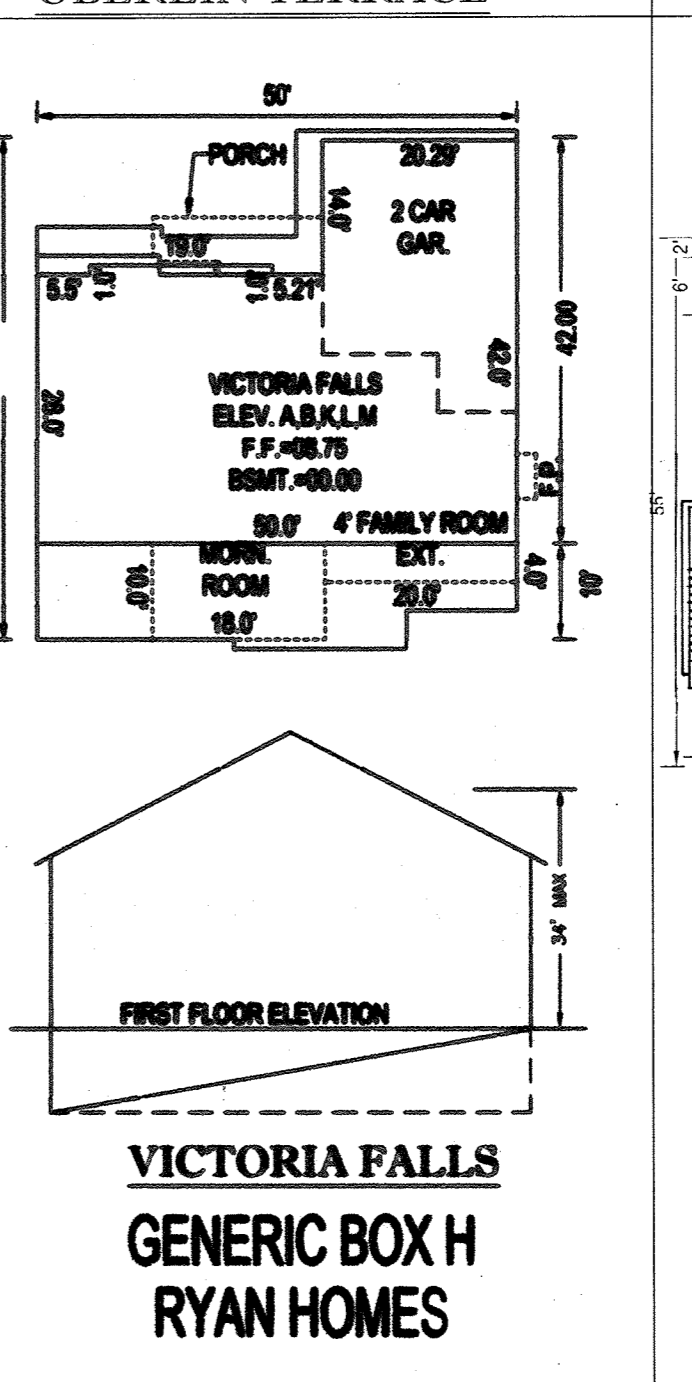 OBERLIN TERRACE
50'
PORCH
20.29'
14.0'
2 CAR
GAR.
19.0'
5.5'
1.0'
1.0'
5.21'
42.00
42.0'
28.0'
VICTORIA FALLS
ELEV. A,B,K,L,M
F.F.=08.75
BSMT.=00.00
F.P.
50.0'
4' FAMILY ROOM
EXT.
MORN.
ROOM
10.0'
18.0'
20.0'
4.0'
10'
2'
6'
55'
34' MAX
FIRST FLOOR ELEVATION
VICTORIA FALLS
GENERIC BOX H
RYAN HOMES